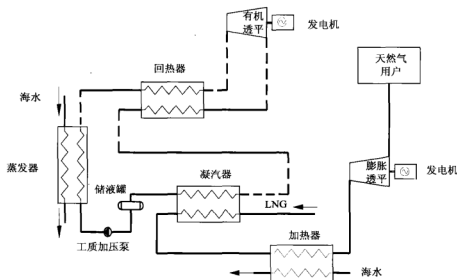 有机
透平
发电机
回热器
天然气
用户
海水
蒸发器
凝汽器
膨胀
透平
发电机
储液罐
LNG
工质加压泵
加热器
海水